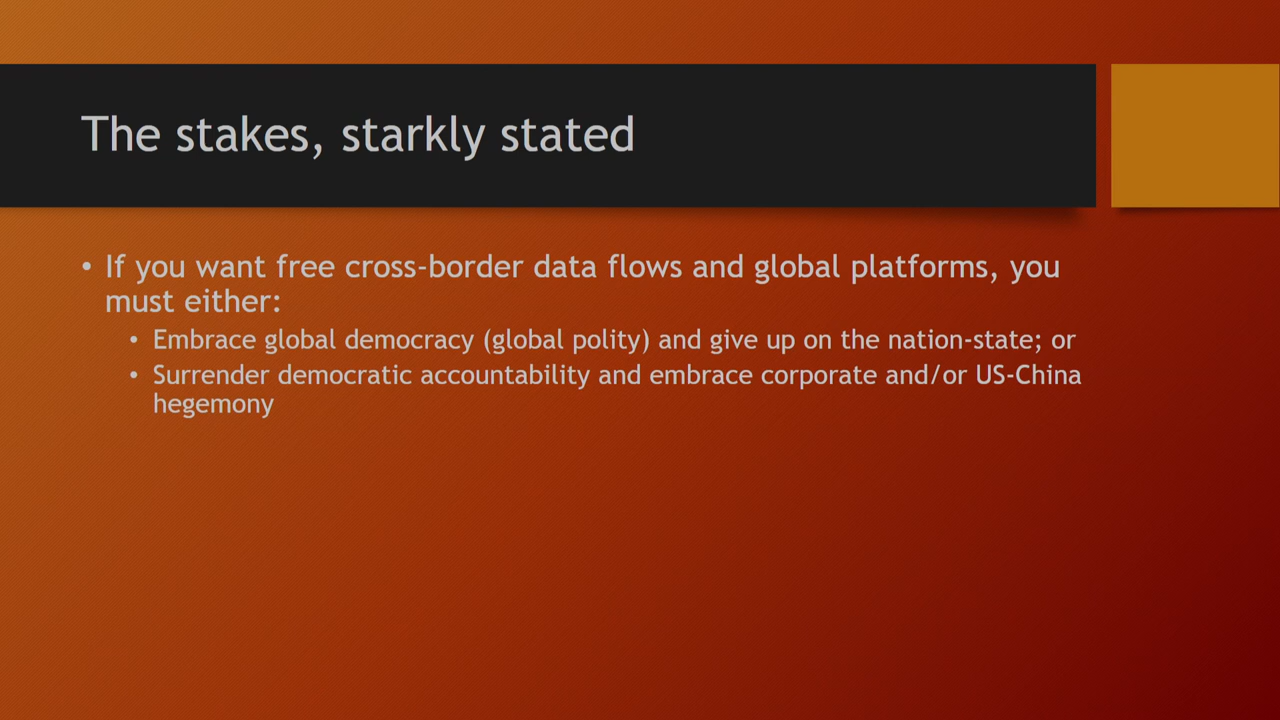 The stakes, starkly stated
• If you want free cross-border data flows and global platforms, you
must either:
• Embrace global democracy (global polity) and give up on the nation-state; or
• Surrender democratic accountability and embrace corporate and/or US-China
hegemony